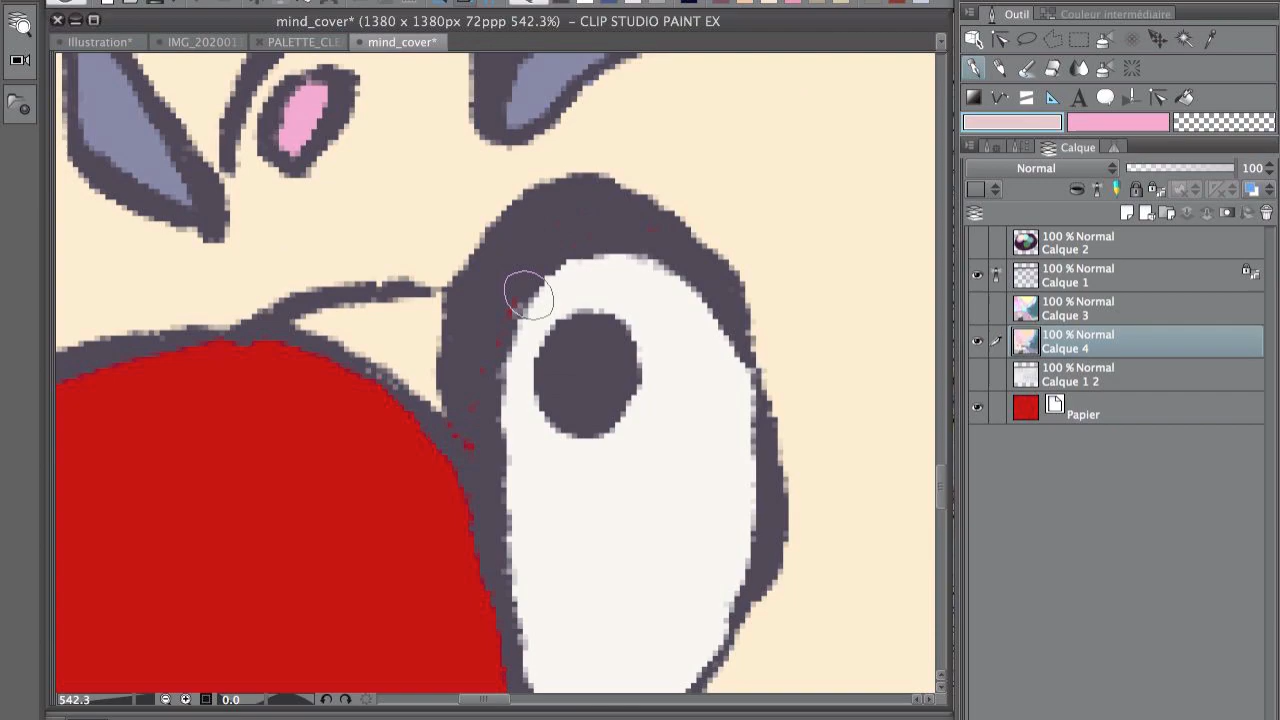 mind_cover* (1380 x 1380px 72ppp 542.3%) – CLIP STUDIO PAINT EX
Illustration*
IMG_20200
PALETTE_CLE
mind_cover*
542.3
0.0
Outil
Couleur intermédiaire
Calque
Normal
100
100 % Normal
Calque 2
100 % Normal
Calque 1
100 % Normal
Calque 3
100 % Normal
Calque 4
100 % Normal
Calque 1 2
Papier